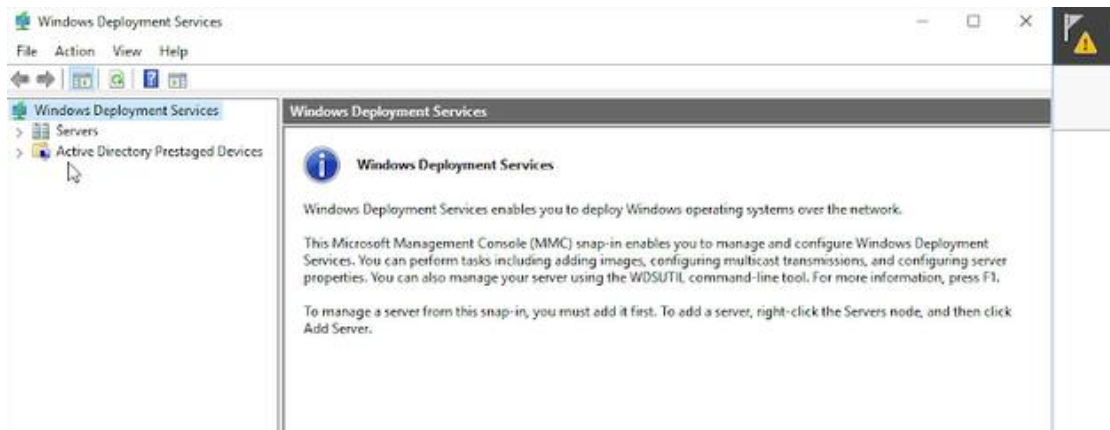 Windows Deployment Services
File Action View Help
Windows Deployment Services
Servers
Active Directory Prestaged Devices
Windows Deployment Services
Windows Deployment Services
Windows Deployment Services enables you to deploy Windows operating systems over the network.
This Microsoft Management Console (MMC) snap-in enables you to manage and configure Windows Deployment
Services. You can perform tasks including adding images, configuring multicast transmissions, and configuring server
properties. You can also manage your server using the WDSUTIL command-line tool. For more information, press F1.
To manage a server from this snap-in, you must add it first. To add a server, right-click the Servers node, and then click
Add Server.